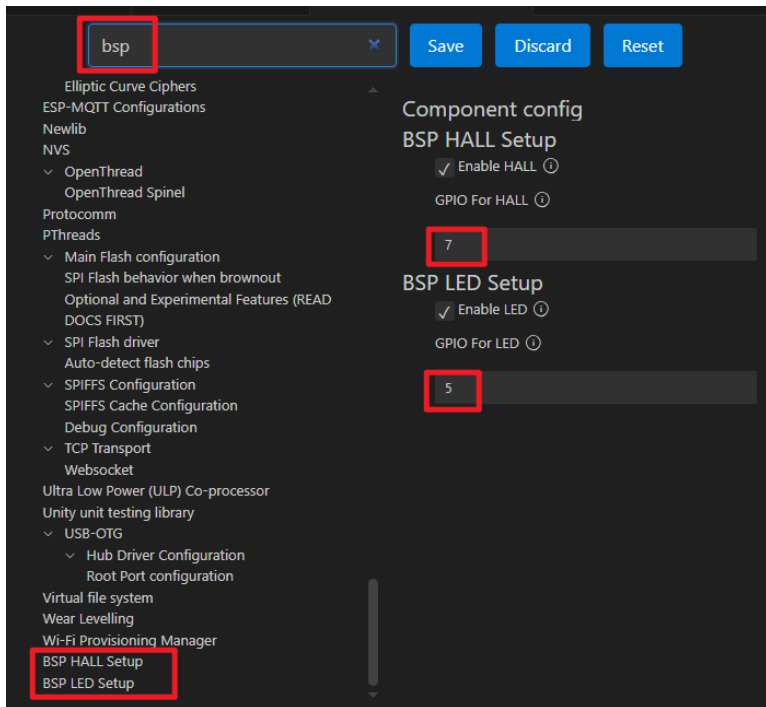 bsp
Save
Discard
Reset
Elliptic Curve Ciphers
ESP-MQTT Configurations
Newlib
NVS
OpenThread
OpenThread Spinel
Protocomm
PThreads
Main Flash configuration
SPI Flash behavior when brownout
Optional and Experimental Features (READ
DOCS FIRST)
SPI Flash driver
Auto-detect flash chips
SPIFFS Configuration
SPIFFS Cache Configuration
Debug Configuration
TCP Transport
Websocket
Ultra Low Power (ULP) Co-processor
Unity unit testing library
USB-OTG
Hub Driver Configuration
Root Port configuration
Virtual file system
Wear Levelling
Wi-Fi Provisioning Manager
BSP HALL Setup
BSP LED Setup
Component config
BSP HALL Setup
Enable HALL
GPIO For HALL
7
BSP LED Setup
Enable LED
GPIO For LED
5